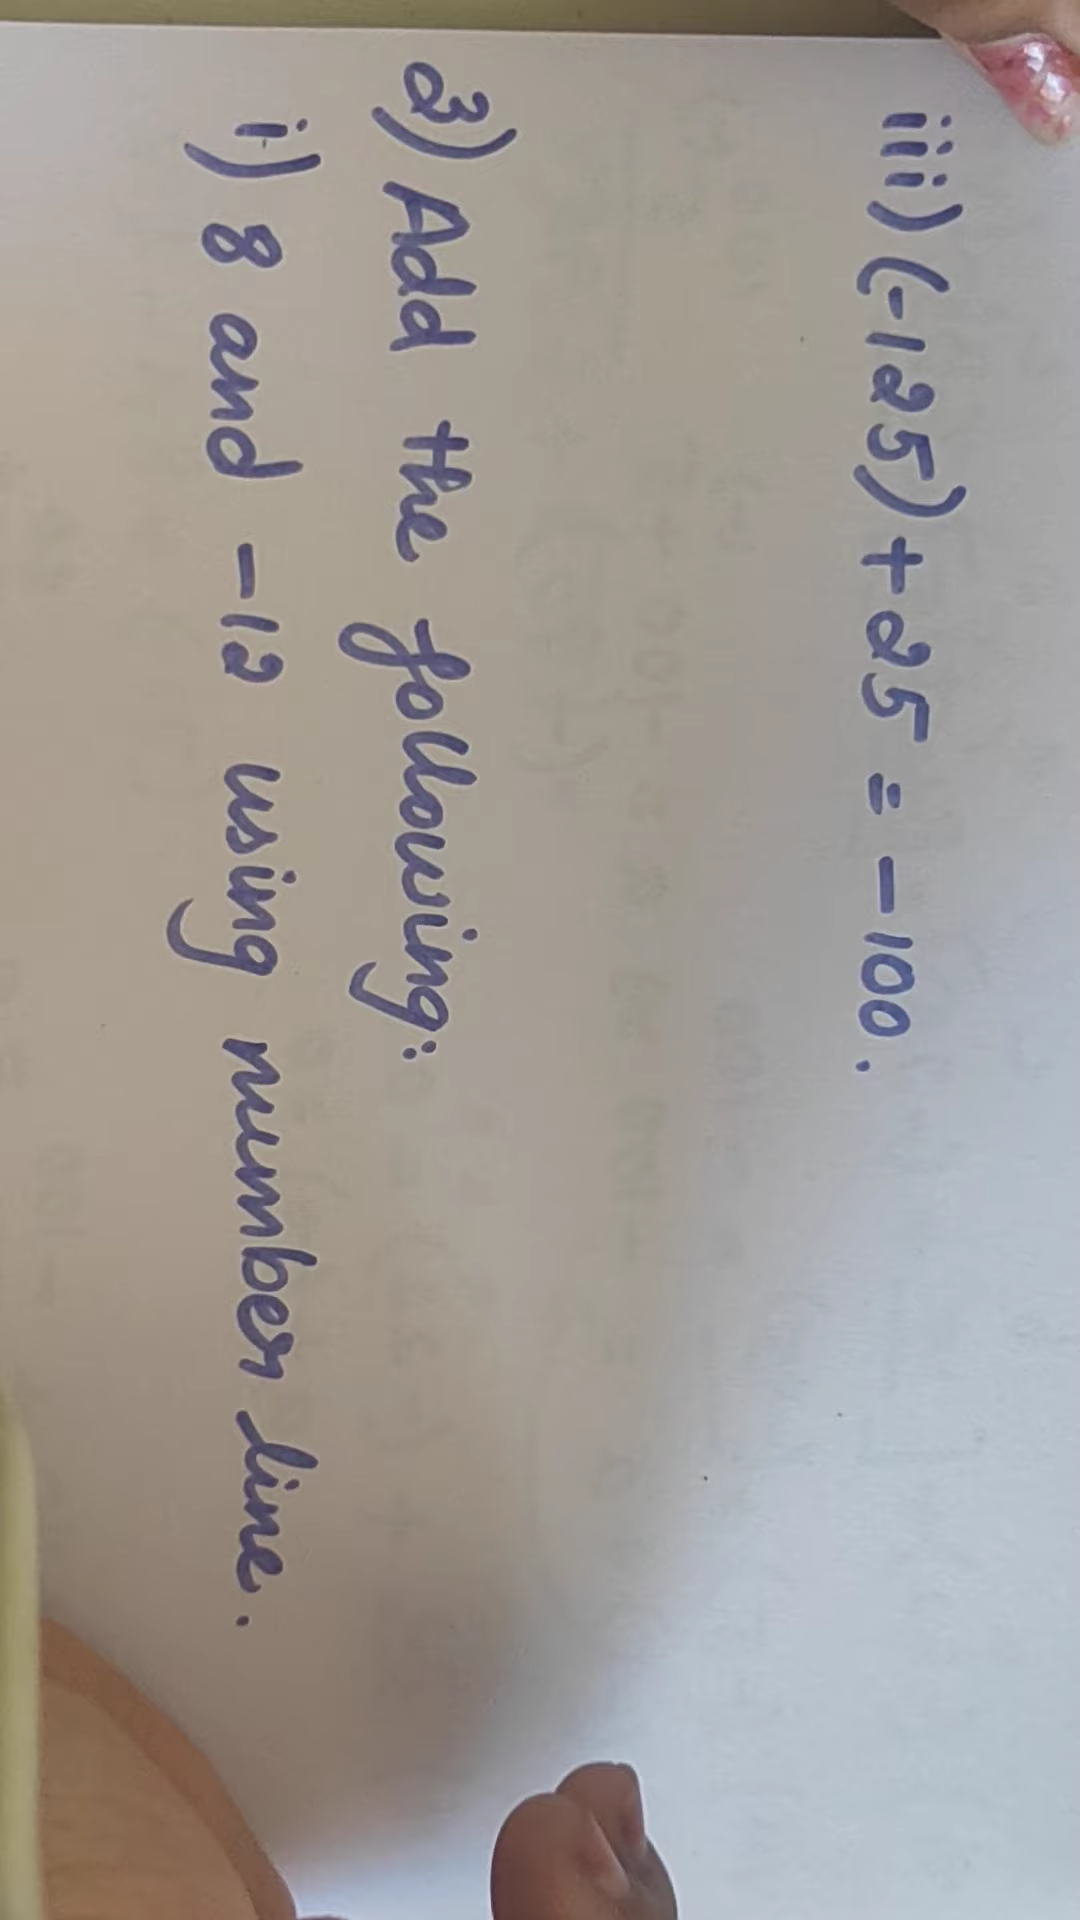 iii) (-125) + 25 = -100.
3) Add the following:
i) 8 and -12 using number line.